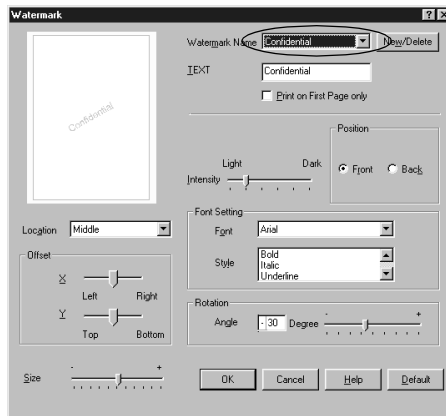 Watermark
Watermark Name Confidential New/Delete
TEXT Confidential
Print on First Page only
Confidential
Position
Front Back
Light Dark
Intensity
Location Middle
Font Setting
Font Arial
Style Bold
Italic
Underline
Offset
X
Left Right
Y
Top Bottom
Rotation
Angle - 30 Degree - +
Size - +
OK Cancel Help Default